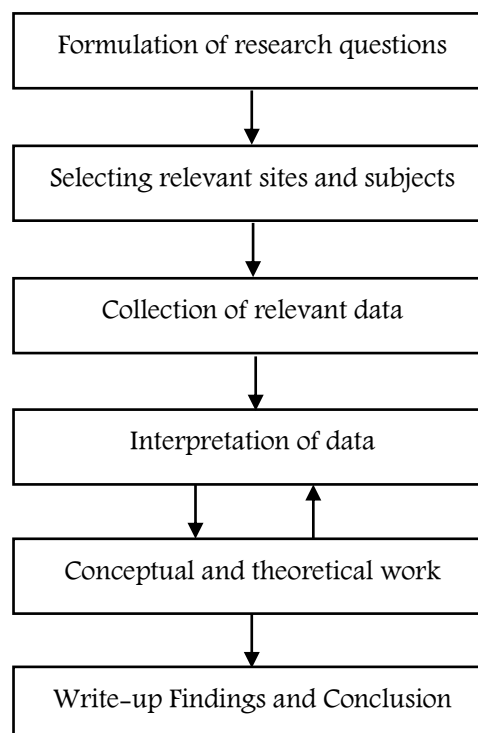 Formulation of research questions
Selecting relevant sites and subjects
Collection of relevant data
Interpretation of data
Conceptual and theoretical work
Write-up Findings and Conclusion